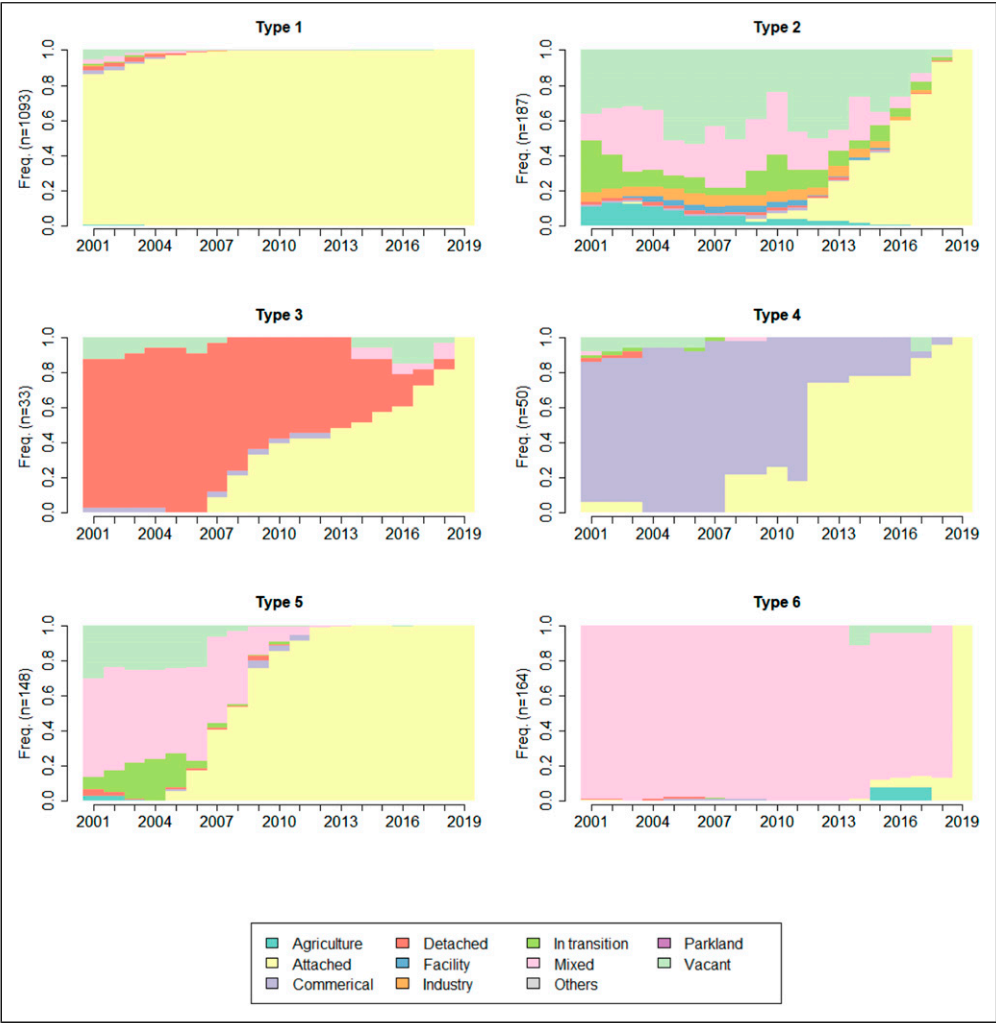 Type 1
Freq. (n=1093)
0.0 0.2 0.4 0.6 0.8 1.0
2001 2004 2007 2010 2013 2016 2019
Type 2
Freq. (n=187)
0.0 0.2 0.4 0.6 0.8 1.0
2001 2004 2007 2010 2013 2016 2019
Type 3
Freq. (n=33)
0.0 0.2 0.4 0.6 0.8 1.0
2001 2004 2007 2010 2013 2016 2019
Type 4
Freq. (n=50)
0.0 0.2 0.4 0.6 0.8 1.0
2001 2004 2007 2010 2013 2016 2019
Type 5
Freq. (n=148)
0.0 0.2 0.4 0.6 0.8 1.0
2001 2004 2007 2010 2013 2016 2019
Type 6
Freq. (n=164)
0.0 0.2 0.4 0.6 0.8 1.0
2001 2004 2007 2010 2013 2016 2019
Agriculture Detached In transition Parkland
Attached Facility Mixed Vacant
Commerical Industry Others